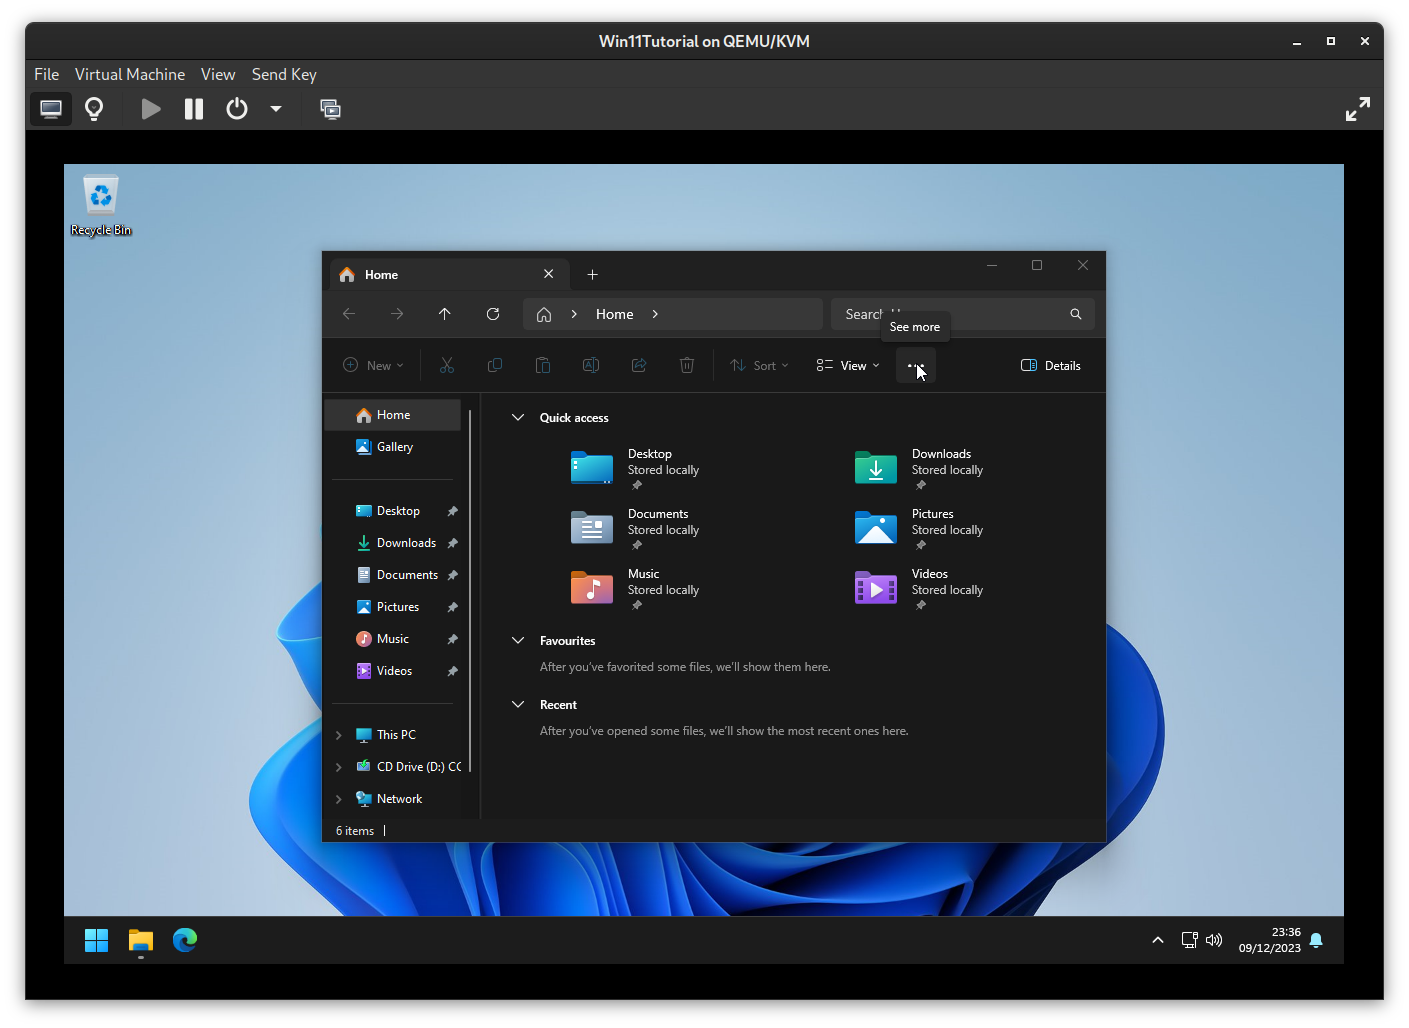 Win11Tutorial on QEMU/KVM
File Virtual Machine View Send Key
Recycle Bin
Home
Home
Search
See more
New
Sort
View
Details
Home
Gallery
Desktop
Downloads
Documents
Pictures
Music
Videos
This PC
CD Drive (D:) CC
Network
Quick access
Desktop
Stored locally
Downloads
Stored locally
Documents
Stored locally
Pictures
Stored locally
Music
Stored locally
Videos
Stored locally
Favourites
After you've favorited some files, we'll show them here.
Recent
After you've opened some files, we'll show the most recent ones here.
6 items
23:36
09/12/2023